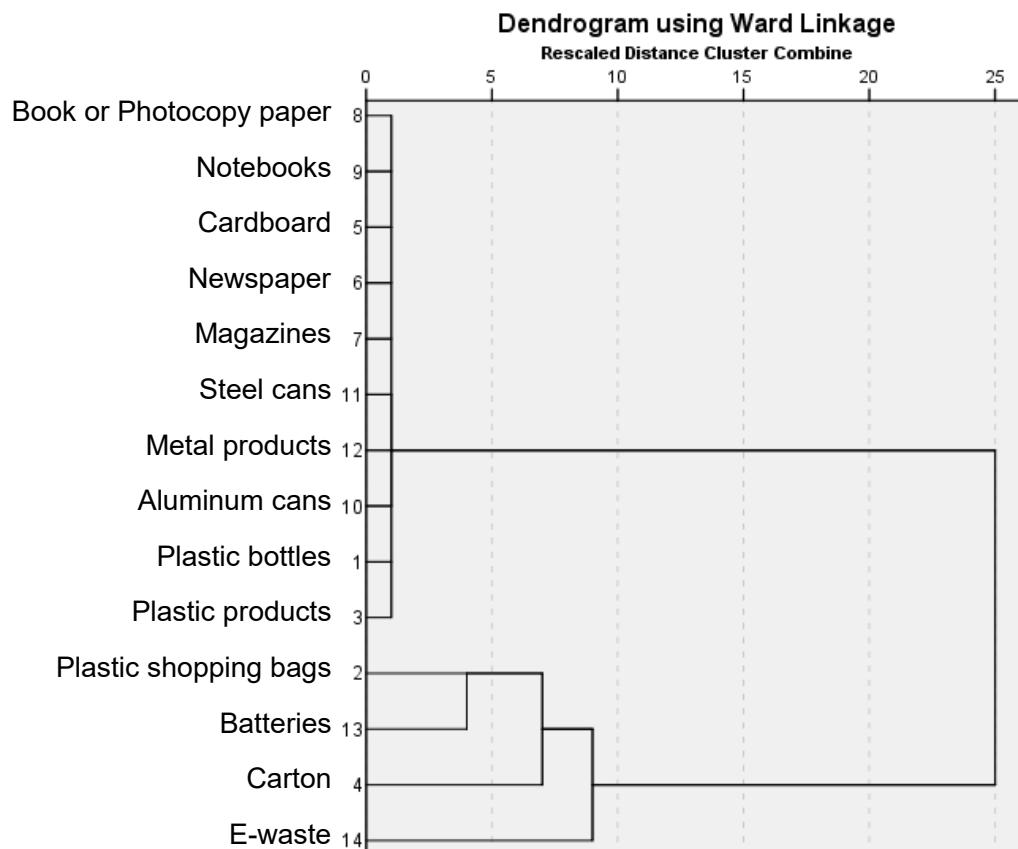 Dendrogram using Ward Linkage
Rescaled Distance Cluster Combine
0 5 10 15 20 25
Book or Photocopy paper 8
Notebooks 9
Cardboard 5
Newspaper 6
Magazines 7
Steel cans 11
Metal products 12
Aluminum cans 10
Plastic bottles 1
Plastic products 3
Plastic shopping bags 2
Batteries 13
Carton 4
E-waste 14